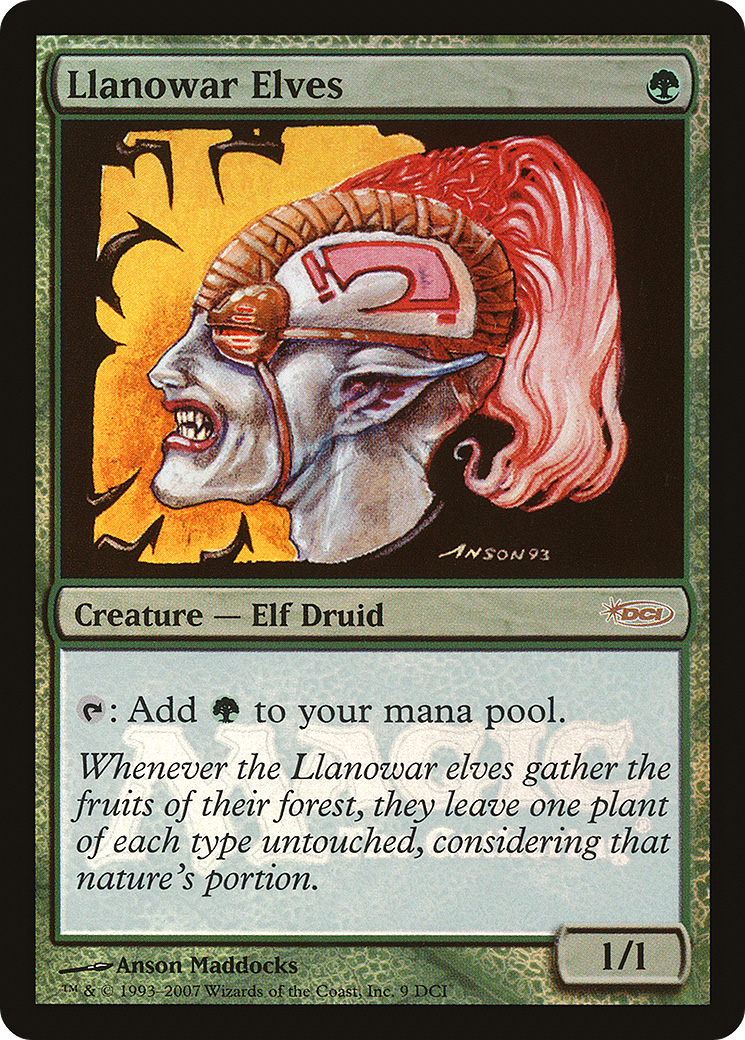 Llanowar Elves
ANSON93
Creature — Elf Druid
DCI
: Add to your mana pool.
Whenever the Llanowar elves gather the
fruits of their forest, they leave one plant
of each type untouched, considering that
nature's portion.
MAGIC
1/1
Anson Maddocks
™ & © 1993–2007 Wizards of the Coast, Inc. 9 DCI